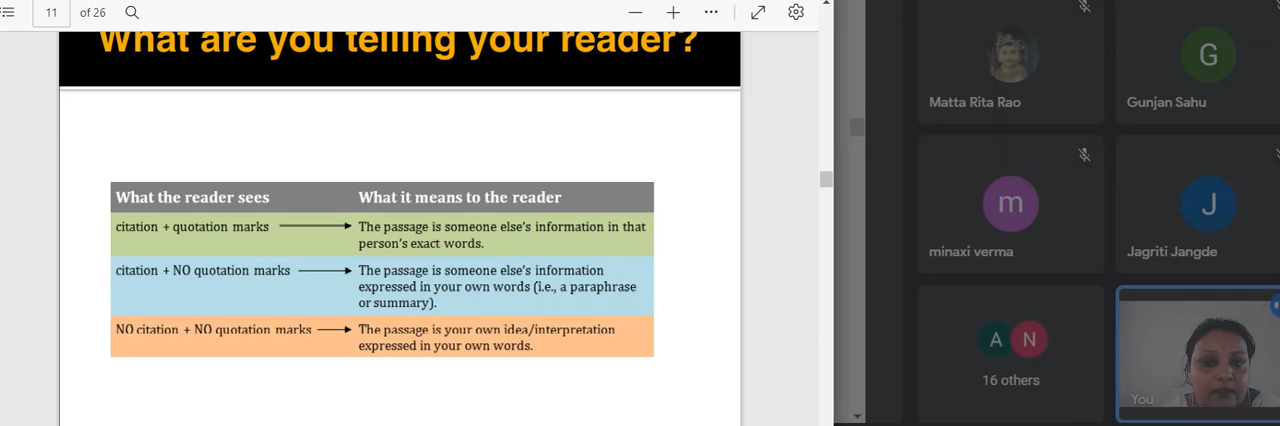 11 of 26
What are you telling your reader?
What the reader sees What it means to the reader
citation + quotation marks The passage is someone else's information in that
person's exact words.
citation + NO quotation marks The passage is someone else's information
expressed in your own words (i.e., a paraphrase
or summary).
NO citation + NO quotation marks The passage is your own idea/interpretation
expressed in your own words.
Matta Rita Rao
G
Gunjan Sahu
m
minaxi verma
J
Jagriti Jangde
A N
16 others
You